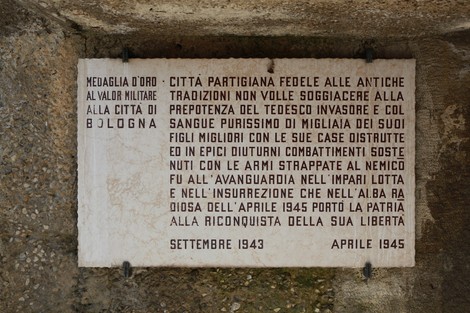 MEDAGLIA D'ORO
AL VALOR MILITARE
ALLA CITTÀ DI
BOLOGNA
· CITTÀ PARTIGIANA FEDELE ALLE ANTICHE
TRADIZIONI NON VOLLE SOGGIACERE ALLA
PREPOTENZA DEL TEDESCO INVASORE E COL
SANGUE PURISSIMO DI MIGLIAIA DEI SUOI
FIGLI MIGLIORI CON LE SUE CASE DISTRUTTE
ED IN EPICI DIUTURNI COMBATTIMENTI SOSTE
NUTI CON LE ARMI STRAPPATE AL NEMICO
FU ALL'AVANGUARDIA NELL'IMPARI LOTTA
E NELL'INSURREZIONE CHE NELL'ALBA RA
DIOSA DELL'APRILE 1945 PORTÒ LA PATRIA
ALLA RICONQUISTA DELLA SUA LIBERTÀ
SETTEMBRE 1943 APRILE 1945